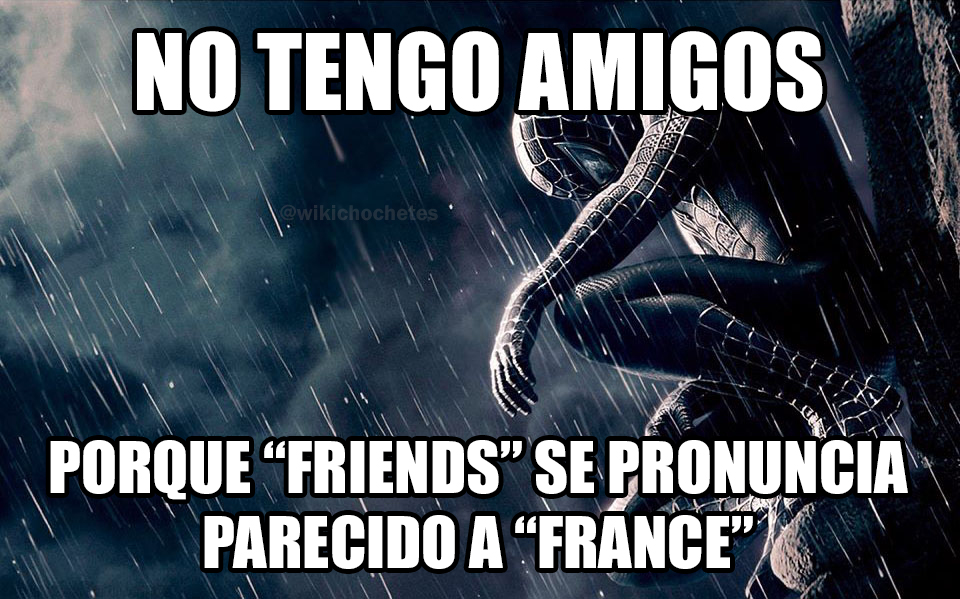 NO TENGO AMIGOS
@wikichochetes
PORQUE “FRIENDS” SE PRONUNCIA
PARECIDO A “FRANCE”